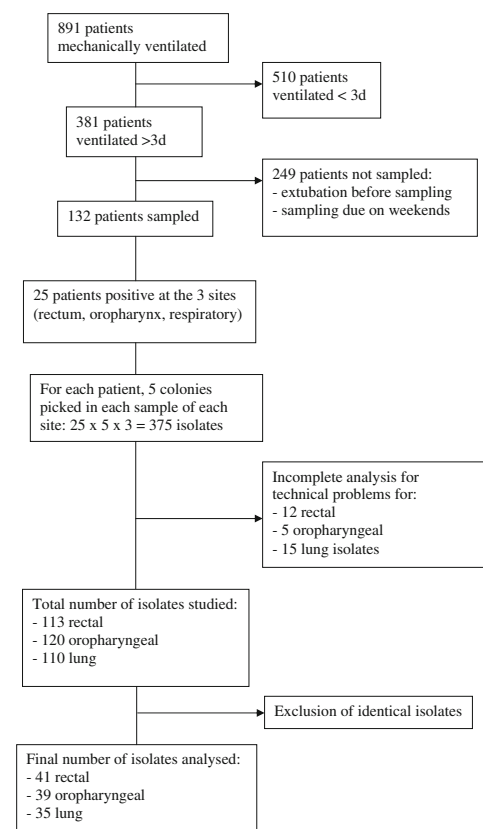 891 patients
mechanically ventilated
510 patients
ventilated < 3d
381 patients
ventilated >3d
249 patients not sampled:
- extubation before sampling
- sampling due on weekends
132 patients sampled
25 patients positive at the 3 sites
(rectum, oropharynx, respiratory)
For each patient, 5 colonies
picked in each sample of each
site: 25 x 5 x 3 = 375 isolates
Incomplete analysis for
technical problems for:
- 12 rectal
- 5 oropharyngeal
- 15 lung isolates
Total number of isolates studied:
- 113 rectal
- 120 oropharyngeal
- 110 lung
Exclusion of identical isolates
Final number of isolates analysed:
- 41 rectal
- 39 oropharyngeal
- 35 lung